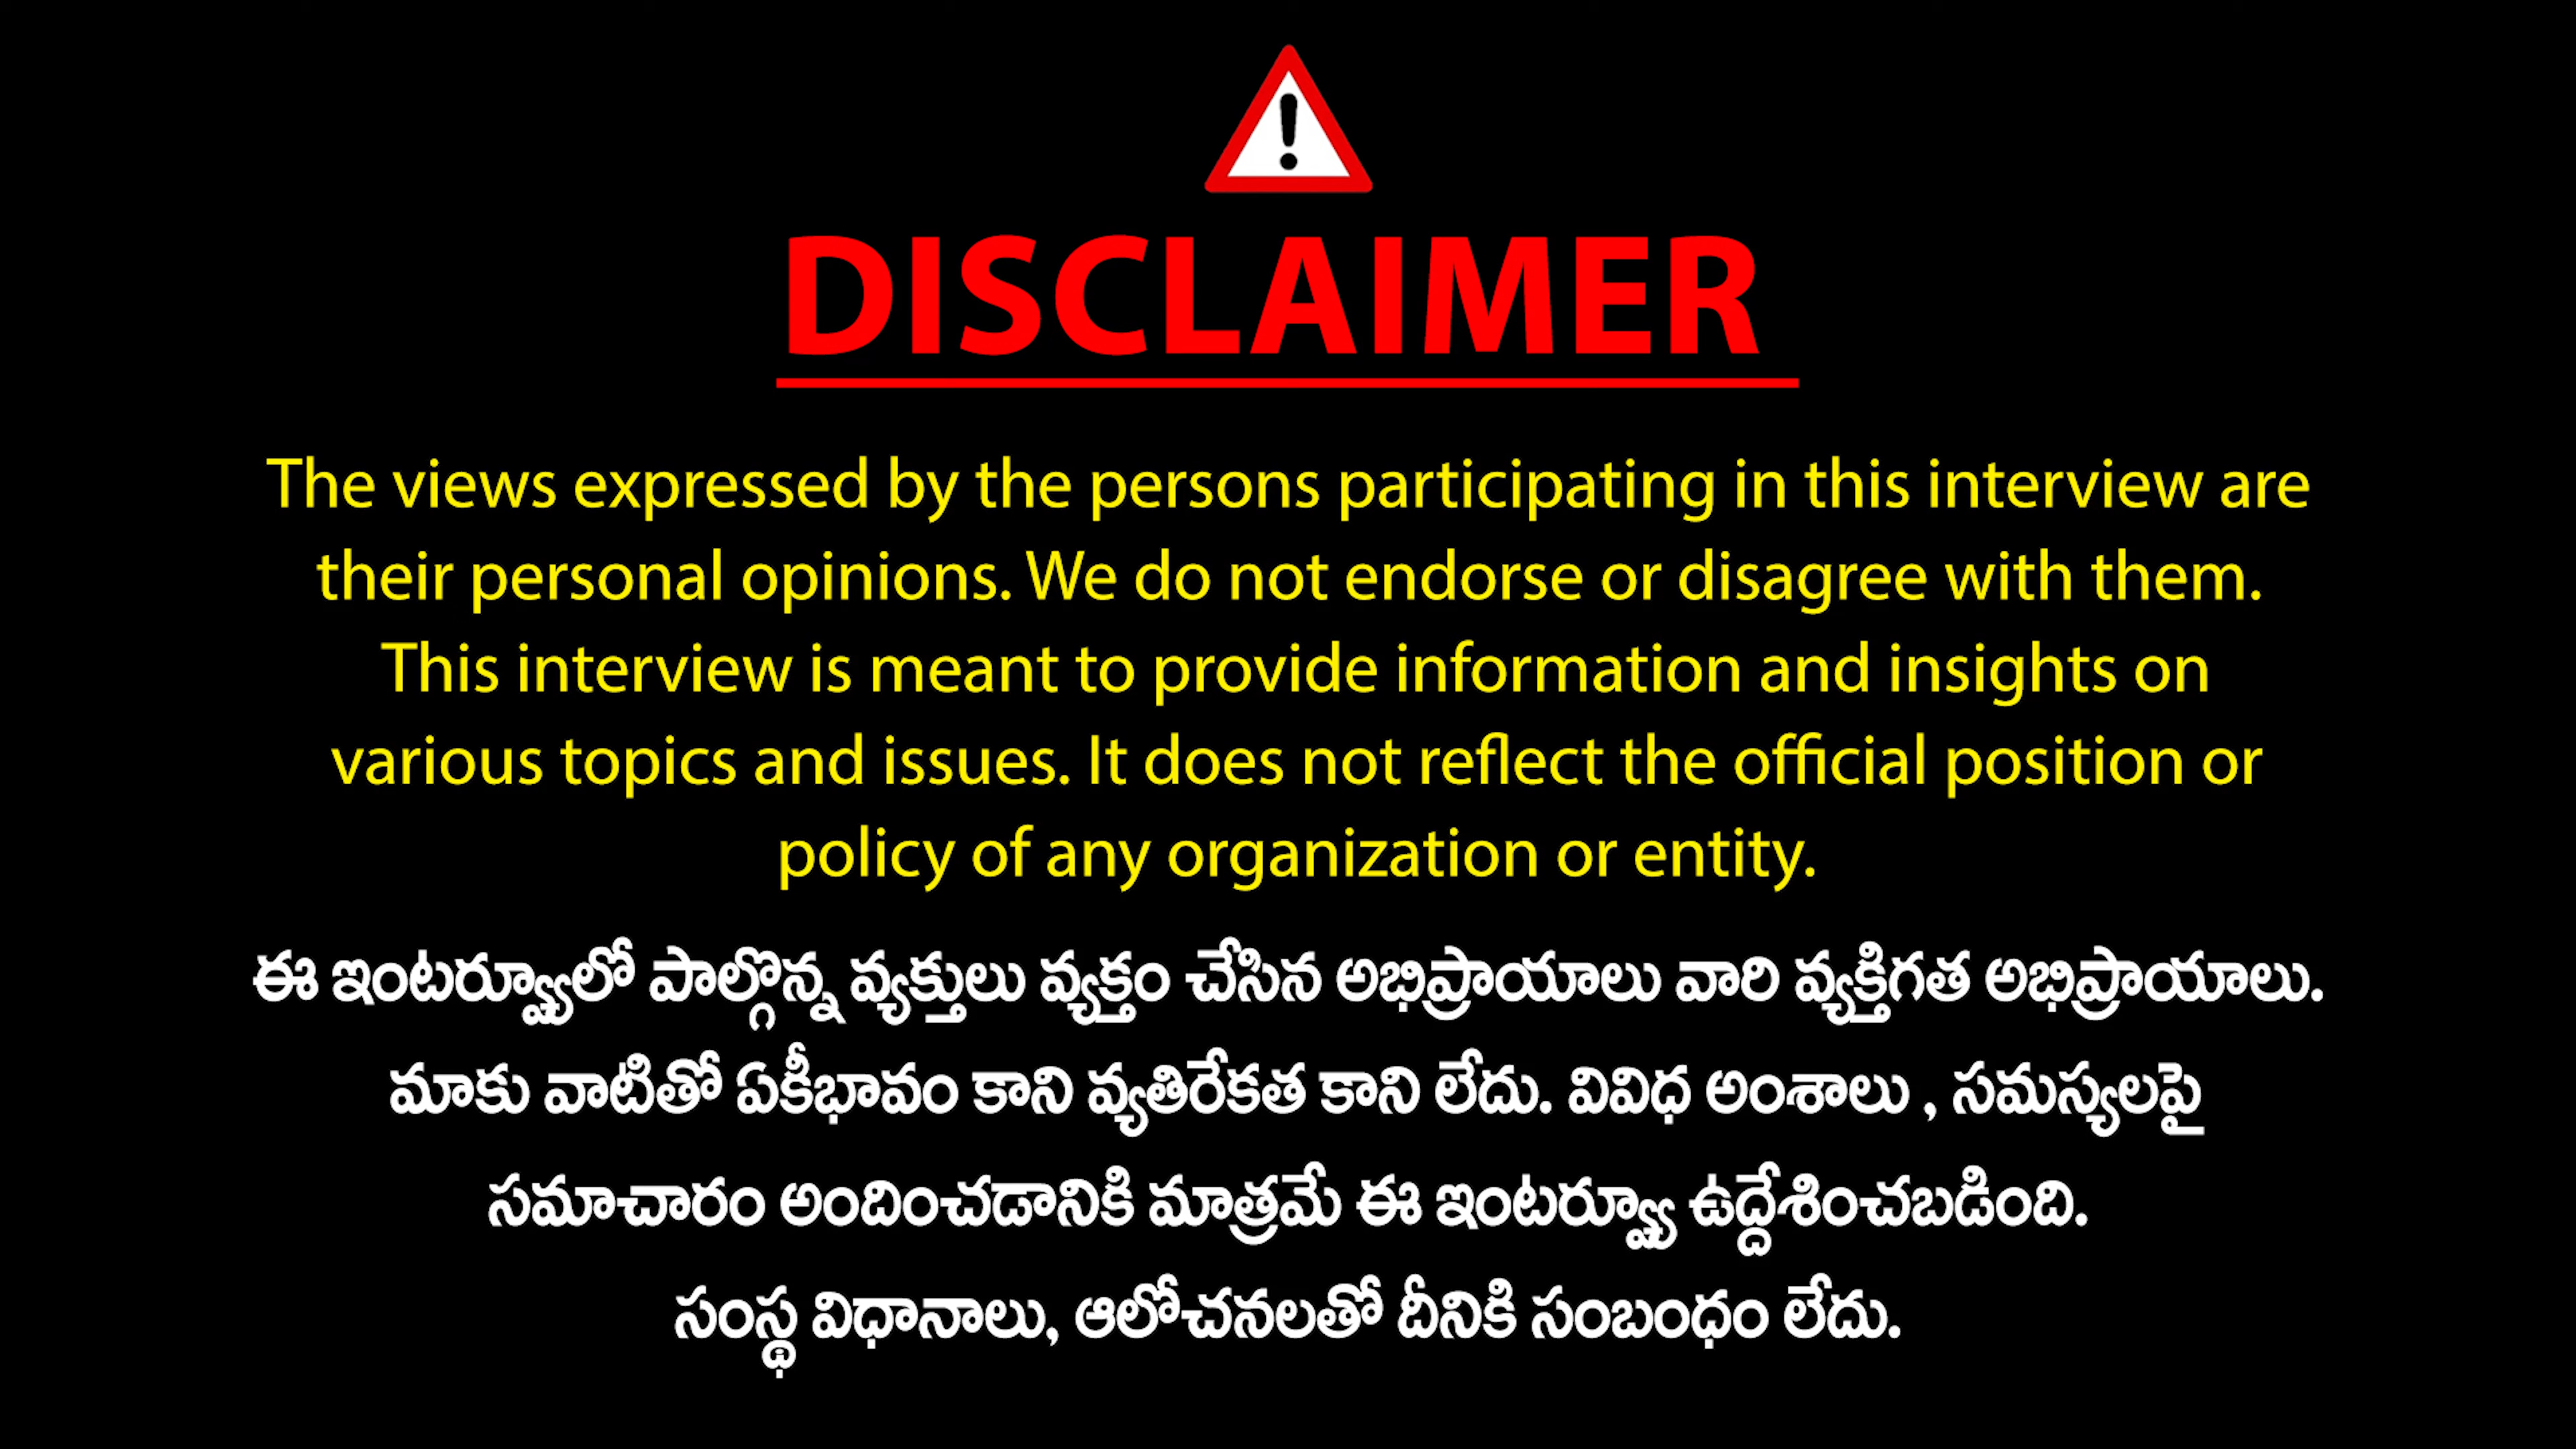 DISCLAIMER
The views expressed by the persons participating in this interview are
their personal opinions. We do not endorse or disagree with them.
This interview is meant to provide information and insights on
various topics and issues. It does not reflect the official position or
policy of any organization or entity.
ఈ ఇంటర్వ్యూలో పాల్గొన్న వ్యక్తులు వ్యక్తం చేసిన అభిప్రాయాలు వారి వ్యక్తిగత అభిప్రాయాలు.
మాకు వాటితో ఏకీభావం కాని వ్యతిరేకత కాని లేదు. వివిధ అంశాలు , సమస్యలపై
సమాచారం అందించడానికి మాత్రమే ఈ ఇంటర్వ్యూ ఉద్దేశించబడింది.
సంస్థ విధానాలు, ఆలోచనలతో దీనికి సంబంధం లేదు.